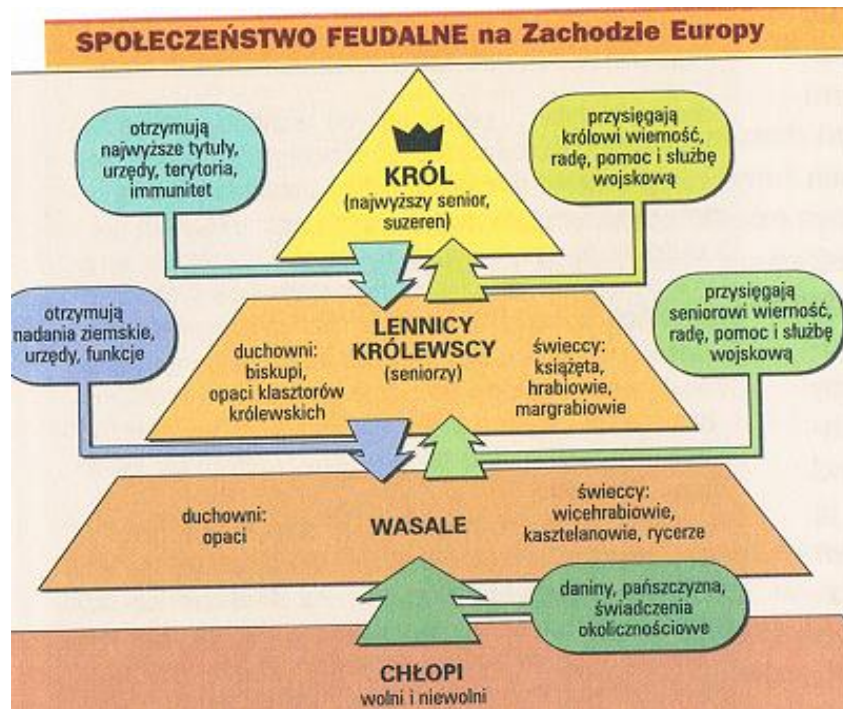 SPOŁECZEŃSTWO FEUDALNE na Zachodzie Europy
otrzymują
najwyższe tytuły,
urzędy, terytoria,
immunitet
przysięgają
królowi wierność,
radę, pomoc i służbę
wojskową
KRÓL
(najwyższy senior,
suzeren)
otrzymują
nadania ziemskie,
urzędy, funkcje
przysięgają
seniorowi wierność,
radę, pomoc i służbę
wojskową
LENNICY
KRÓLEWSCY
(seniorzy)
duchowni:
biskupi,
opaci klasztorów
królewskich
świeccy:
książęta,
hrabiowie,
margrabiowie
duchowni:
opaci
WASALE
świeccy:
wicehrabiowie,
kasztelanowie, rycerze
daniny, pańszczyzna,
świadczenia
okolicznościowe
CHŁOPI
wolni i niewolni